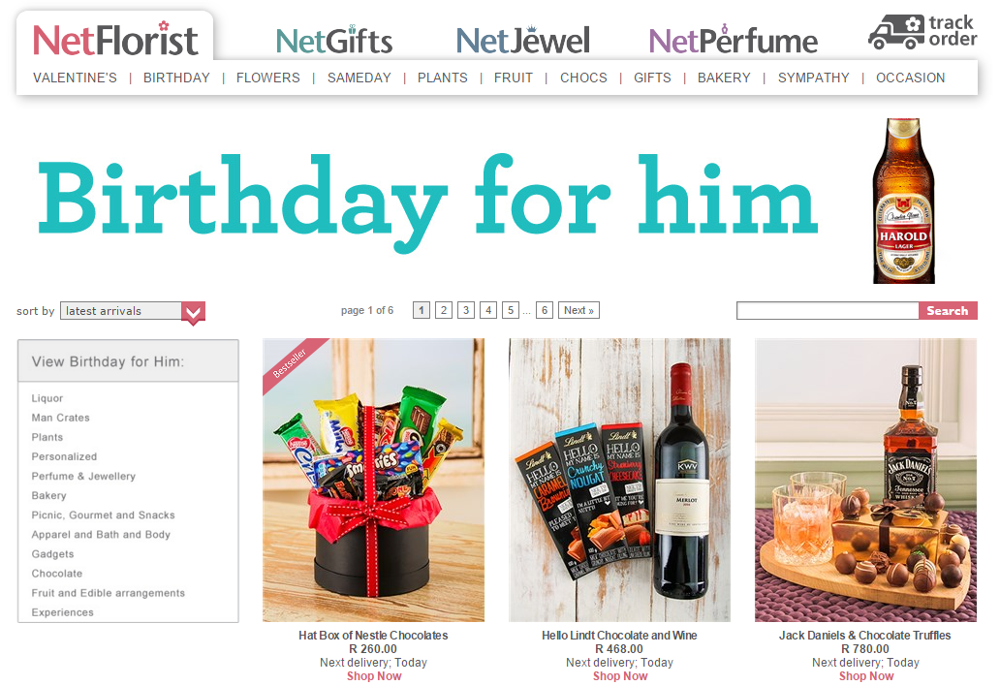 NetFlorist NetGifts NetJewel NetPerfume track order
VALENTINE'S | BIRTHDAY | FLOWERS | SAMEDAY | PLANTS | FRUIT | CHOCS | GIFTS | BAKERY | SYMPATHY | OCCASION
Birthday for him
HAROLD
LAGER
sort by latest arrivals page 1 of 6 1 2 3 4 5 ... 6 Next » Search
View Birthday for Him:
Liquor
Man Crates
Plants
Personalized
Perfume & Jewellery
Bakery
Picnic, Gourmet and Snacks
Apparel and Bath and Body
Gadgets
Chocolate
Fruit and Edible arrangements
Experiences
Bestseller
smarties
Hat Box of Nestle Chocolates
R 260.00
Next delivery; Today
Shop Now
Lindt
HELLO
MY NAME IS
CARAMEL
Brownie
Lindt
HELLO
MY NAME IS
Crunchy
NOUGAT
Lindt
HELLO
MY NAME IS
Strawberry
CHEESECAKE
KWV
MERLOT
Hello Lindt Chocolate and Wine
R 468.00
Next delivery; Today
Shop Now
JACK DANIEL'S
Tennessee
WHISKEY
Jack Daniels & Chocolate Truffles
R 780.00
Next delivery; Today
Shop Now